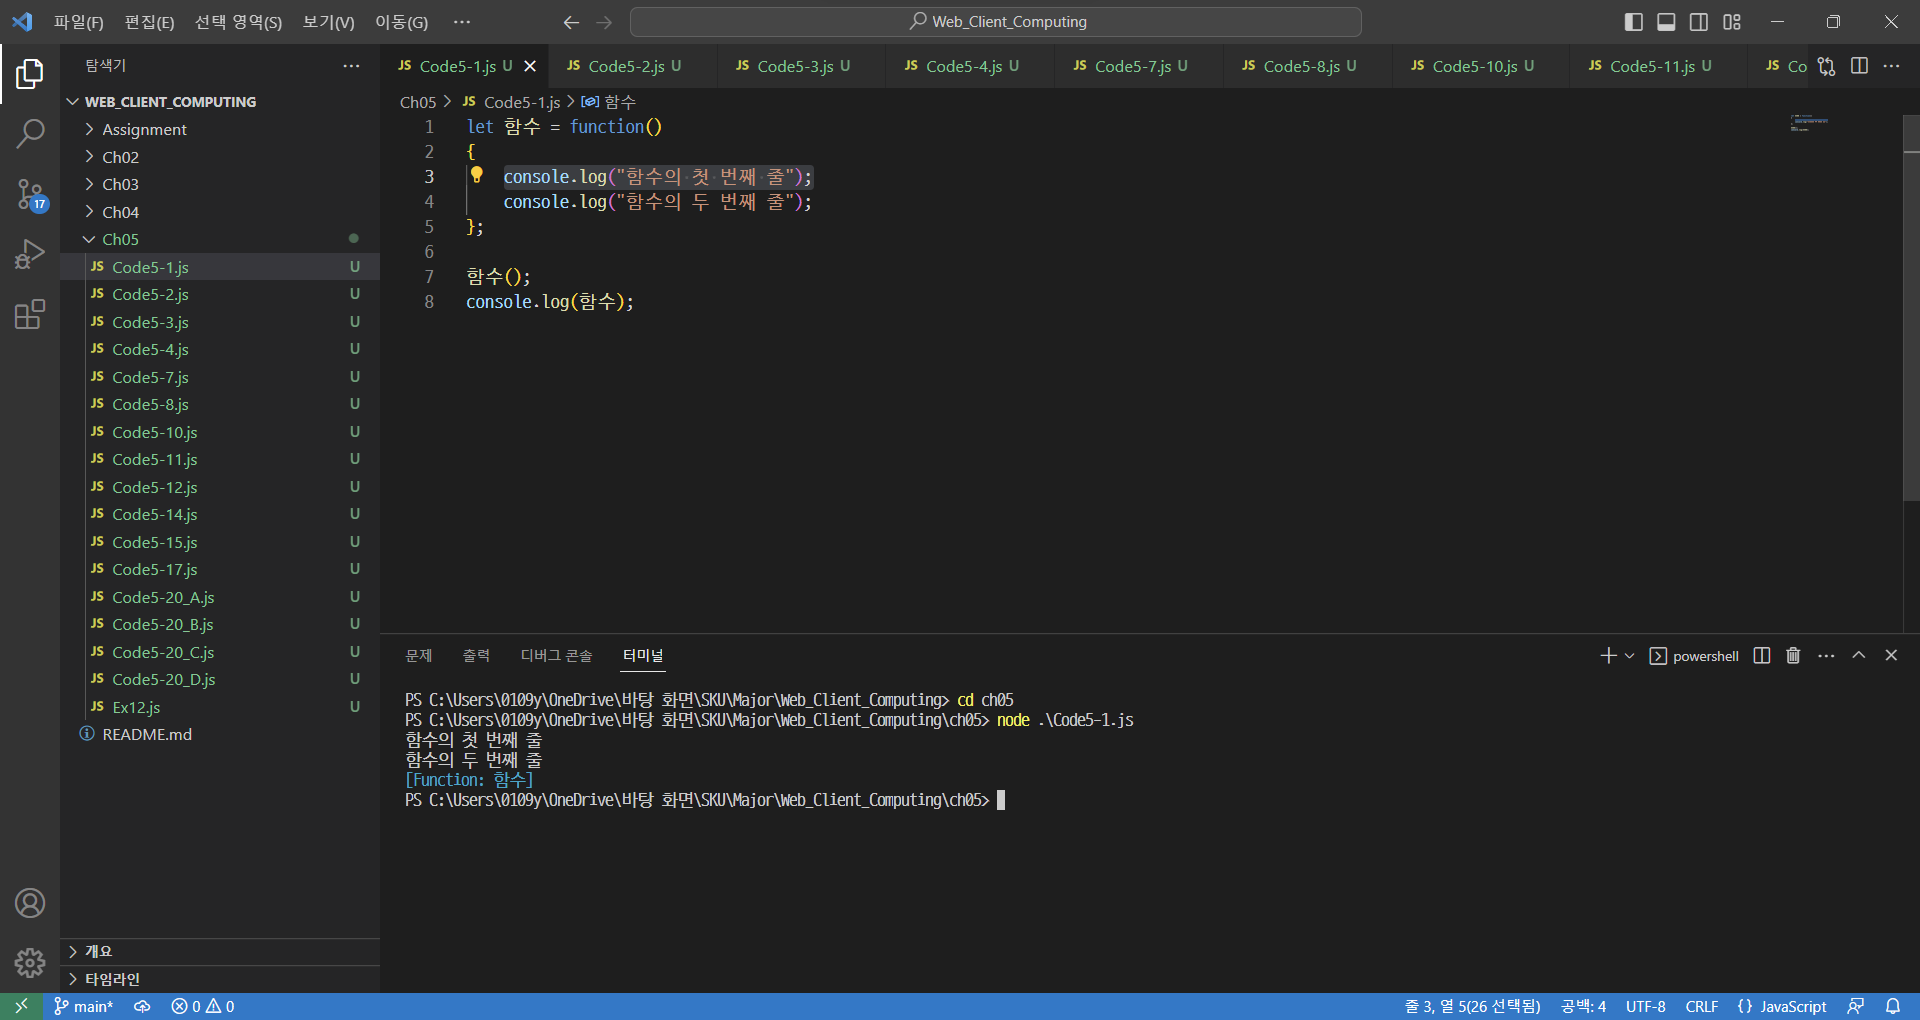 파일(F) 편집(E) 선택 영역(S) 보기(V) 이동(G) ··· Web_Client_Computing
탐색기 ···
JS Code5-1.js U JS Code5-2.js U JS Code5-3.js U JS Code5-4.js U JS Code5-7.js U JS Code5-8.js U JS Code5-10.js U JS Code5-11.js U JS Co ···
WEB_CLIENT_COMPUTING
Assignment
Ch02
Ch03
Ch04
Ch05
JS Code5-1.js U
JS Code5-2.js U
JS Code5-3.js U
JS Code5-4.js U
JS Code5-7.js U
JS Code5-8.js U
JS Code5-10.js U
JS Code5-11.js U
JS Code5-12.js U
JS Code5-14.js U
JS Code5-15.js U
JS Code5-17.js U
JS Code5-20_A.js U
JS Code5-20_B.js U
JS Code5-20_C.js U
JS Code5-20_D.js U
JS Ex12.js U
README.md
17
개요
타임라인
Ch05 > JS Code5-1.js > 함수
1 let 함수 = function()
2 {
3 console.log("함수의 첫 번째 줄");
4 console.log("함수의 두 번째 줄");
5 };
6
7 함수();
8 console.log(함수);
문제 출력 디버그 콘솔 터미널 powershell ···
PS C:\Users\0109y\OneDrive\바탕 화면\SKU\Major\Web_Client_Computing> cd ch05
PS C:\Users\0109y\OneDrive\바탕 화면\SKU\Major\Web_Client_Computing\ch05> node .\Code5-1.js
함수의 첫 번째 줄
함수의 두 번째 줄
[Function: 함수]
PS C:\Users\0109y\OneDrive\바탕 화면\SKU\Major\Web_Client_Computing\ch05>
main* 0 0 줄 3, 열 5(26 선택됨) 공백: 4 UTF-8 CRLF {} JavaScript